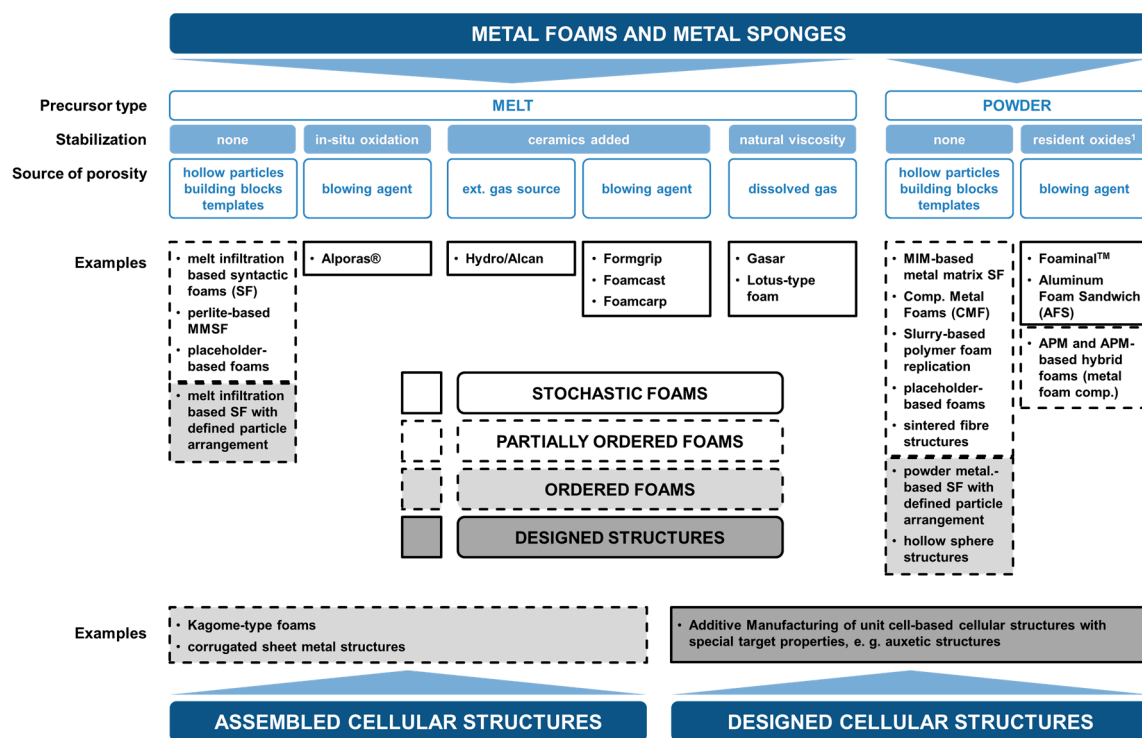 METAL FOAMS AND METAL SPONGES
Precursor type
MELT
POWDER
Stabilization
none
in-situ oxidation
ceramics added
natural viscosity
none
resident oxides¹
Source of porosity
hollow particles
building blocks
templates
blowing agent
ext. gas source
blowing agent
dissolved gas
hollow particles
building blocks
templates
blowing agent
Examples
• melt infiltration
based syntactic
foams (SF)
• perlite-based
MMSF
• placeholder-
based foams
• melt infiltration
based SF with
defined particle
arrangement
• Alporas®
• Hydro/Alcan
• Formgrip
• Foamcast
• Foamcarp
• Gasar
• Lotus-type
foam
• MIM-based
metal matrix SF
• Comp. Metal
Foams (CMF)
• Slurry-based
polymer foam
replication
• placeholder-
based foams
• sintered fibre
structures
• powder metal.-
based SF with
defined particle
arrangement
• hollow sphere
structures
• Foaminal™
• Aluminum
Foam Sandwich
(AFS)
• APM and APM-
based hybrid
foams (metal
foam comp.)
STOCHASTIC FOAMS
PARTIALLY ORDERED FOAMS
ORDERED FOAMS
DESIGNED STRUCTURES
Examples
• Kagome-type foams
• corrugated sheet metal structures
• Additive Manufacturing of unit cell-based cellular structures with
special target properties, e. g. auxetic structures
ASSEMBLED CELLULAR STRUCTURES
DESIGNED CELLULAR STRUCTURES